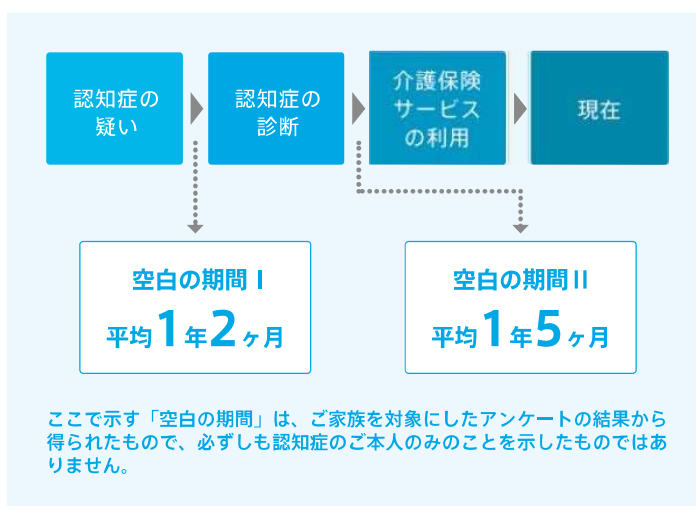 認知症の
疑い
認知症の
診断
介護保険
サービス
の利用
現在
空白の期間Ⅰ
平均1年2ヶ月
空白の期間Ⅱ
平均1年5ヶ月
ここで示す「空白の期間」は、ご家族を対象にしたアンケートの結果から
得られたもので、必ずしも認知症のご本人のみのことを示したものではあ
りません。